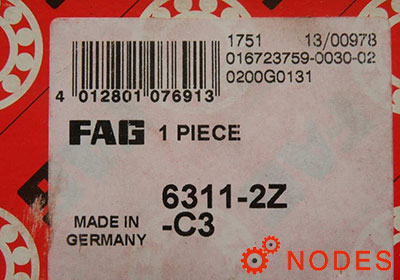 1751 13/00978
016723759-0030-02
0200G0131
4 012801 076913
FAG 1 PIECE
6311-2Z
-C3
MADE IN
GERMANY
NODES